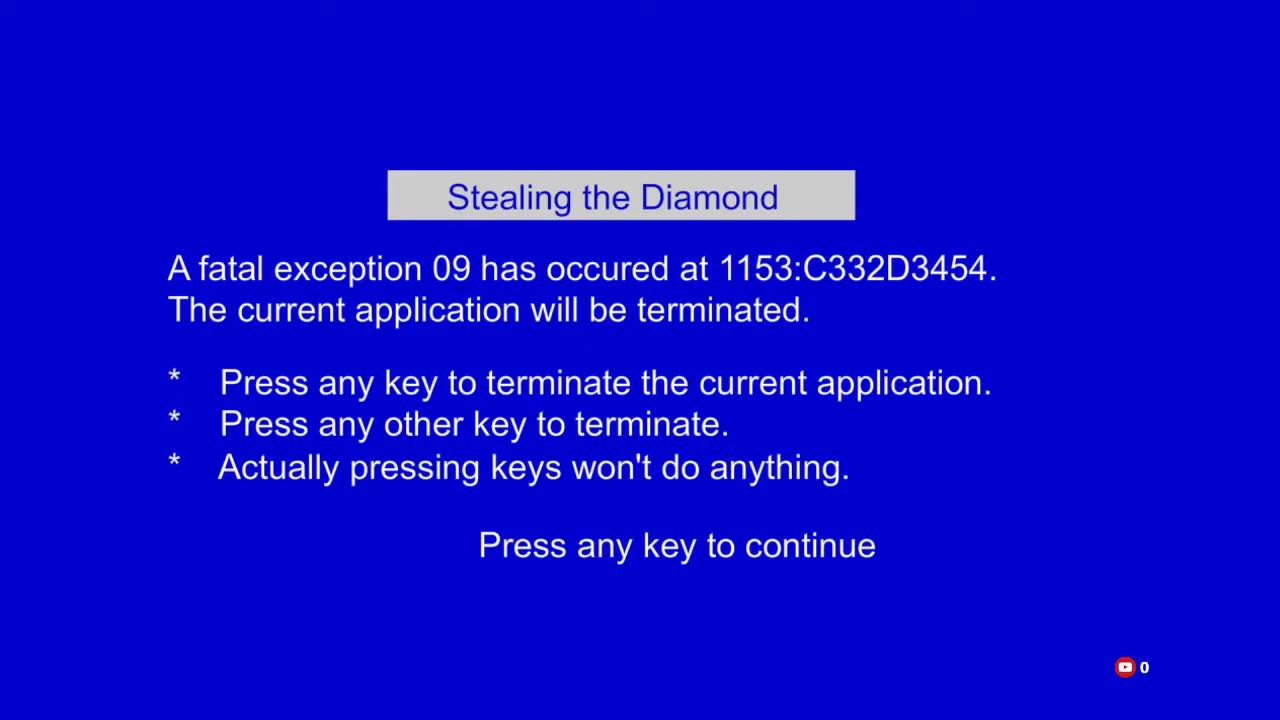 Stealing the Diamond
A fatal exception 09 has occured at 1153:C332D3454.
The current application will be terminated.
* Press any key to terminate the current application.
* Press any other key to terminate.
* Actually pressing keys won't do anything.
Press any key to continue
0